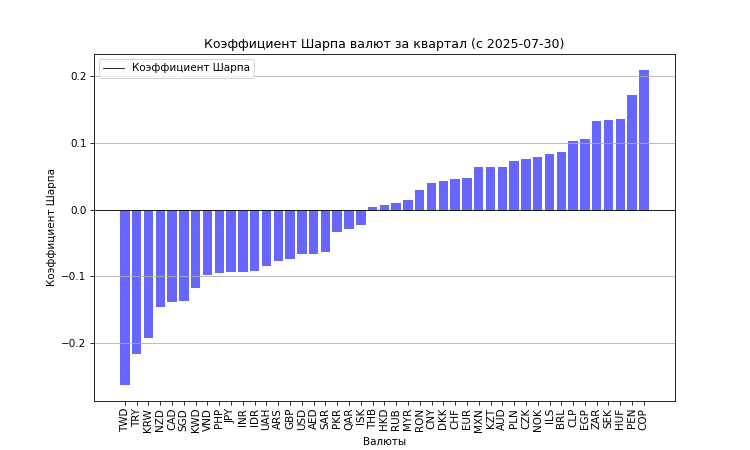 Коэффициент Шарпа валют за квартал (с 2025-07-30)
Коэффициент Шарпа
Коэффициент Шарпа
0.2
0.1
0.0
−0.1
−0.2
TWD
TRY
KRW
NZD
CAD
SGD
KWD
VND
PHP
JPY
INR
IDR
UAH
ARS
GBP
USD
AED
SAR
PKR
QAR
ISK
THB
HKD
RUB
MYR
RON
CNY
DKK
CHF
EUR
MXN
KZT
AUD
PLN
CZK
NOK
ILS
BRL
CLP
EGP
ZAR
SEK
HUF
PEN
COP
Валюты